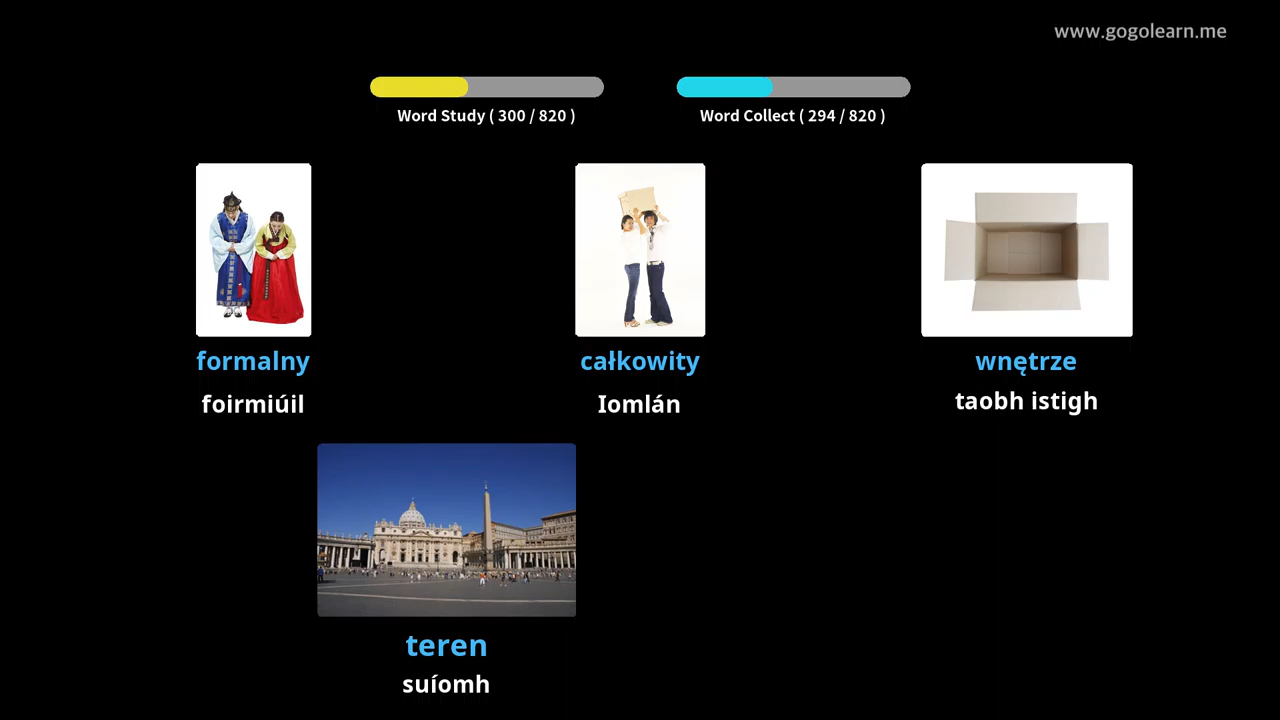 www.gogolearn.me
Word Study ( 300 / 820 )
Word Collect ( 294 / 820 )
formalny
całkowity
wnętrze
foirmiúil
Iomlán
taobh istigh
teren
suíomh